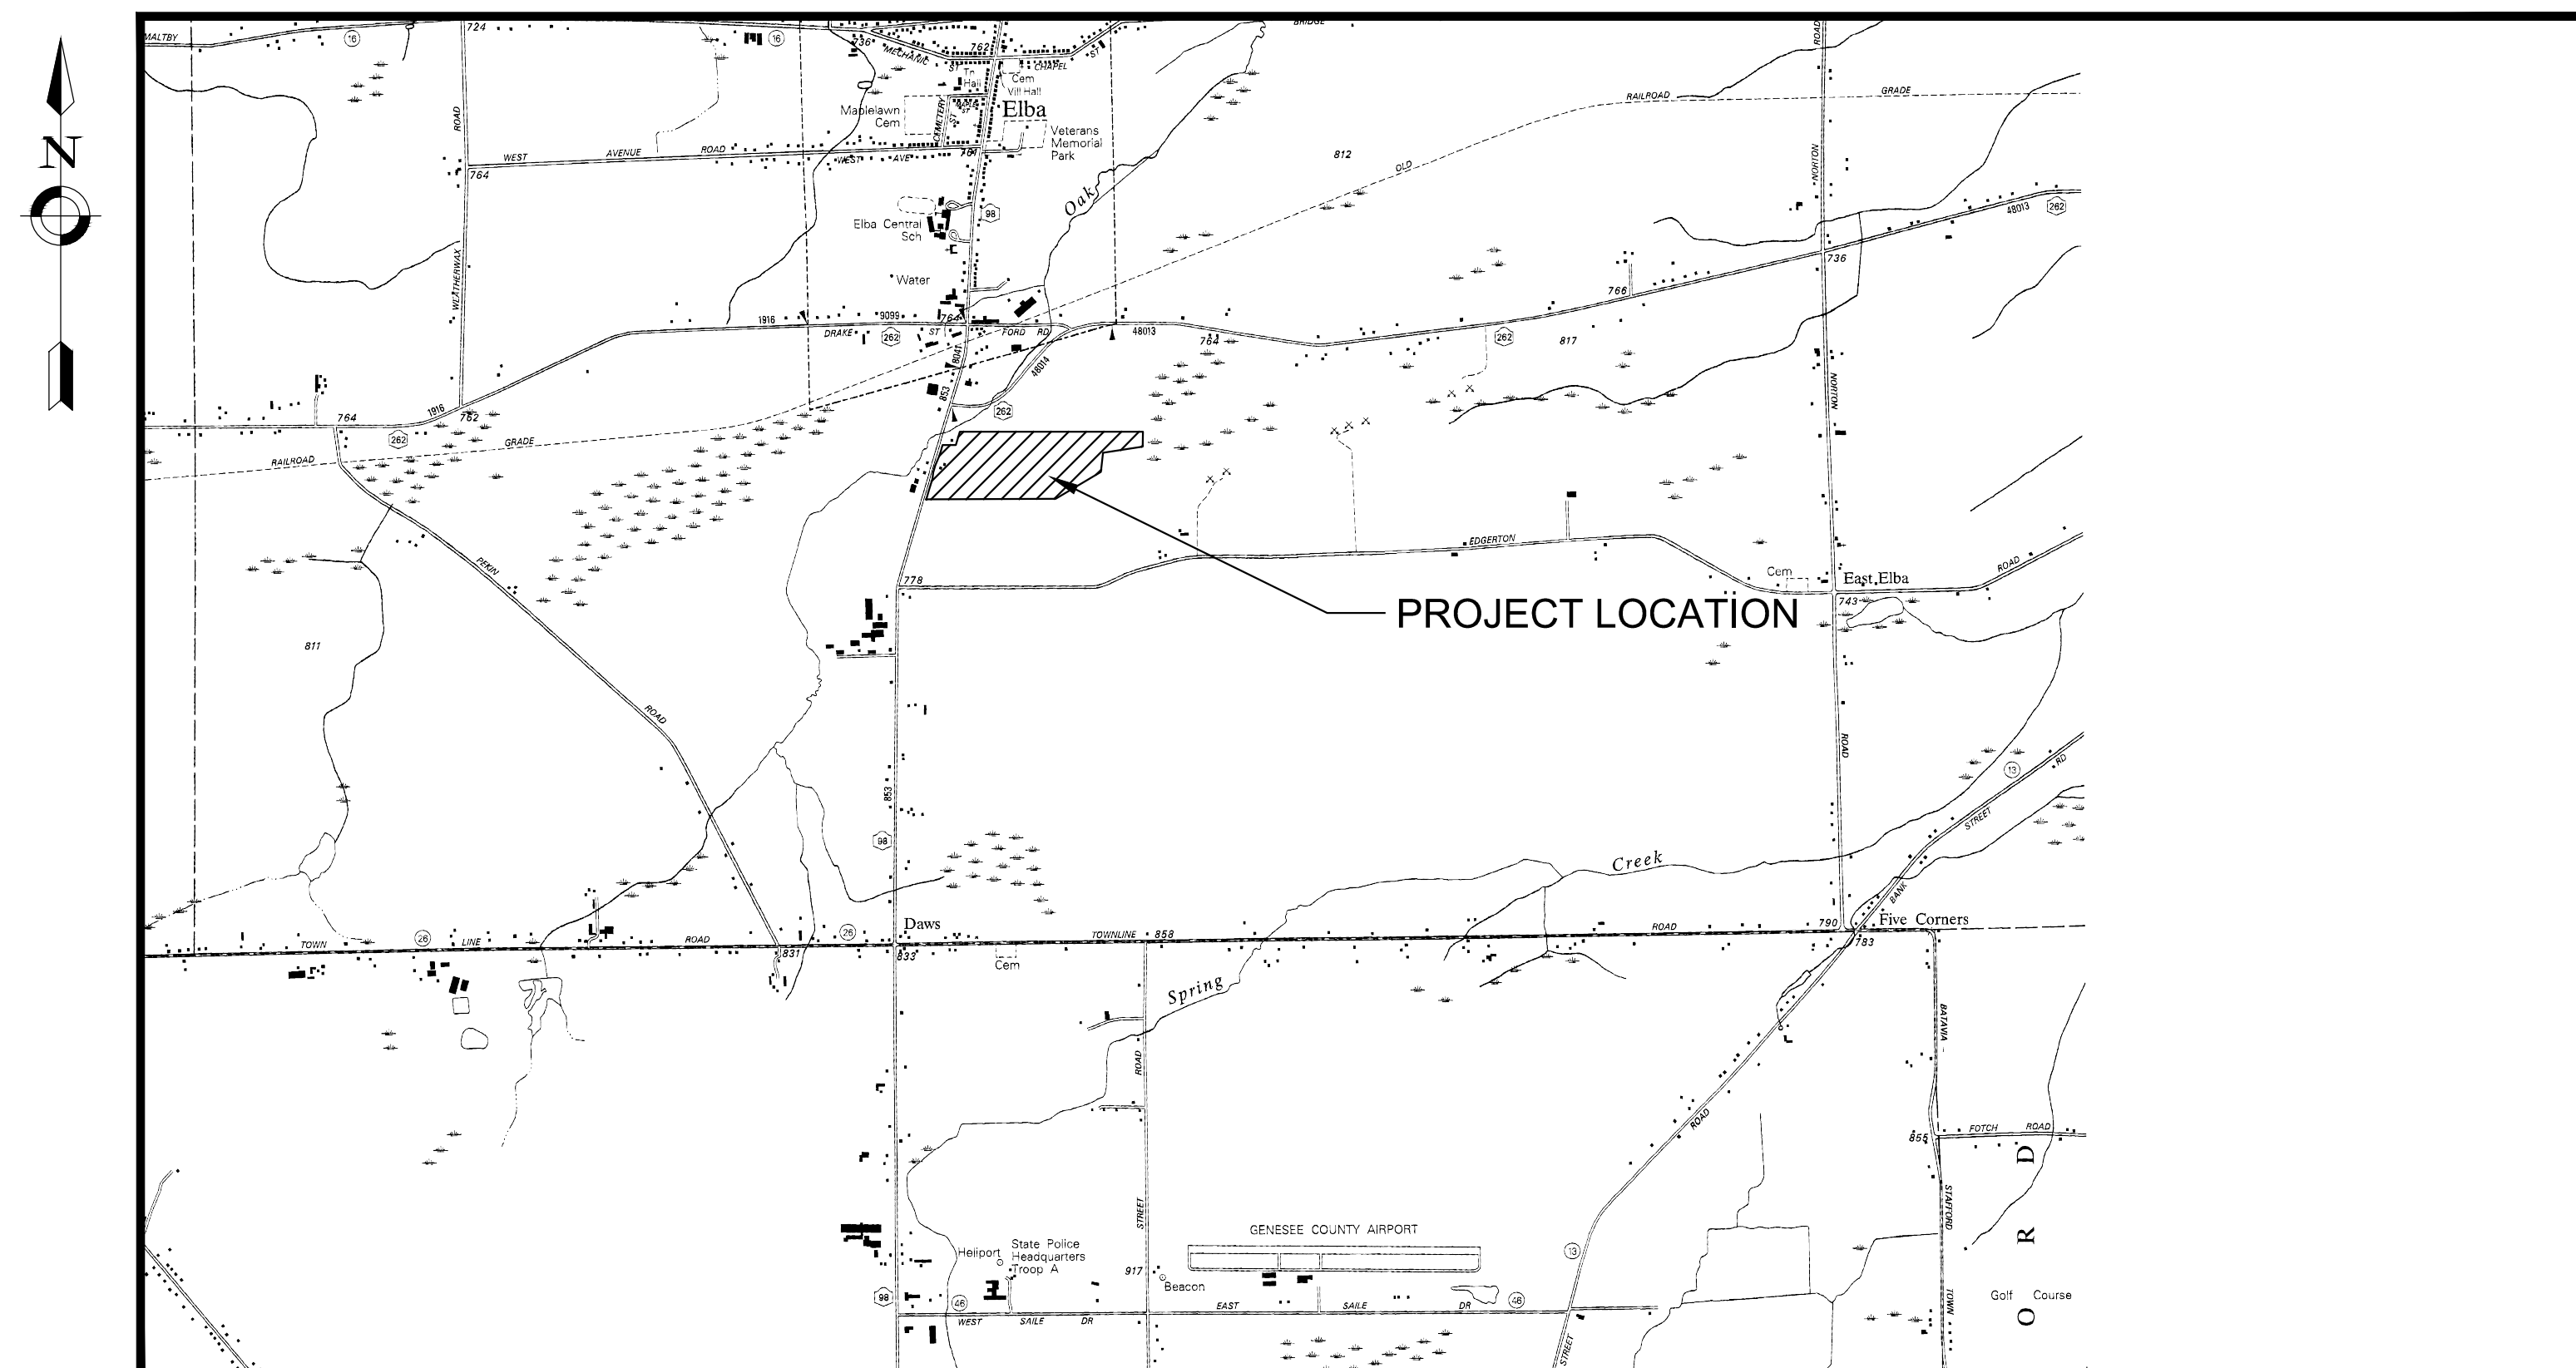 MALTBY
16
724
16
736
MECHANIC
ST
762
CHAPEL
ST
BRIDGE
ROAD
N
Tn
Hall
Cem
Vill Hall
Maplelawn
Cem
CEMETERY
ST
ST
Elba
Veterans
Memorial
Park
ROAD
WEST
AVENUE
ROAD
WEST
AVE
761
764
812
RAILROAD
GRADE
OLD
NORTON
98
Oak
Elba Central
Sch
Water
48013
262
736
766
WEATHERWAX
1916
9099
764
DRAKE
262
ST
FORD
RD
48013
764
262
817
8041
48014
853
262
NORTON
764
1916
762
262
GRADE
RAILROAD
PEKIN
EDGERTON
ROAD
778
Cem
East Elba
743
PROJECT LOCATION
811
ROAD
ROAD
13
RD
853
98
STREET
Creek
BANK
Daws
26
26
TOWN
LINE
ROAD
831
833
Cem
TOWNLINE
858
ROAD
790
Five Corners
783
Spring
ROAD
BATAVIA
ROAD
855
FOTCH
ROAD
D
R
O
STREET
STAFFORD
GENESEE COUNTY AIRPORT
Heliport
State Police
Headquarters
Troop A
917
Beacon
13
98
46
46
WEST
SAILE
DR
EAST
SAILE
DR
TOWN
Golf Course
STREET